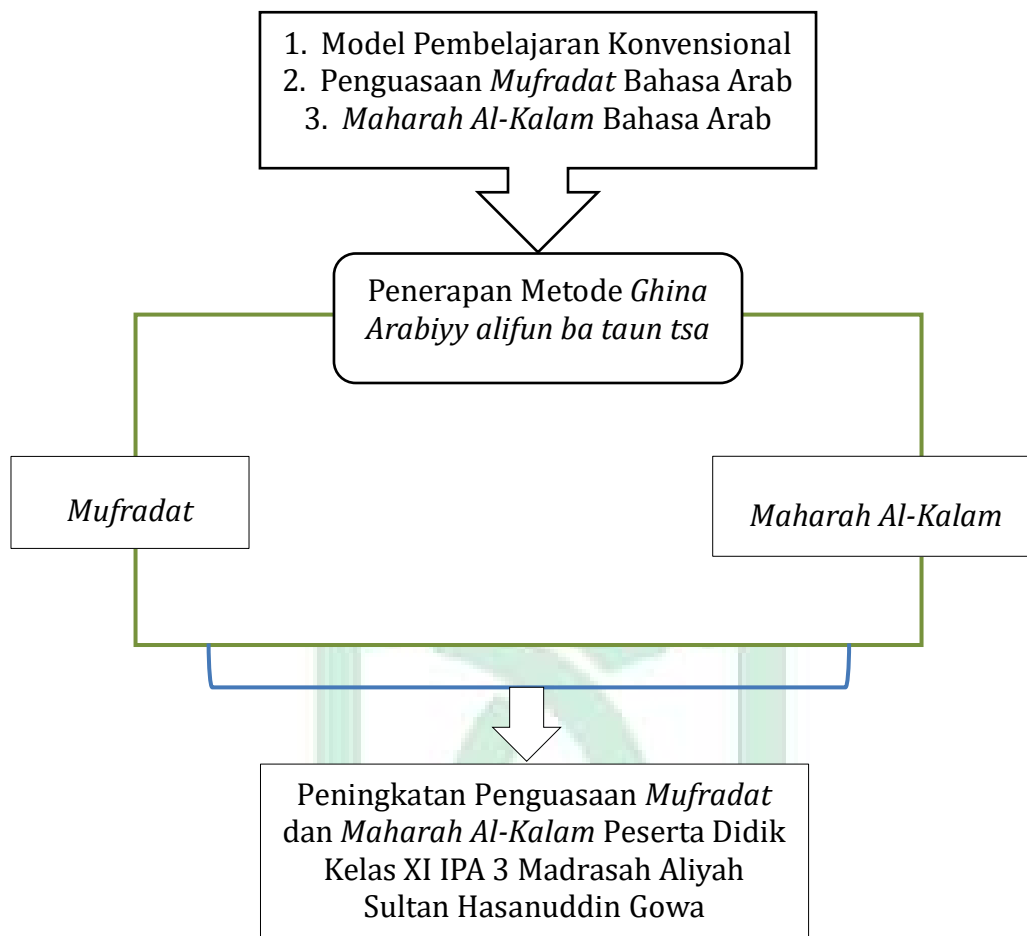 1. Model Pembelajaran Konvensional
2. Penguasaan Mufradat Bahasa Arab
3. Maharah Al-Kalam Bahasa Arab
Penerapan Metode Ghina
Arabiyy alifun ba taun tsa
Mufradat
Maharah Al-Kalam
Peningkatan Penguasaan Mufradat
dan Maharah Al-Kalam Peserta Didik
Kelas XI IPA 3 Madrasah Aliyah
Sultan Hasanuddin Gowa